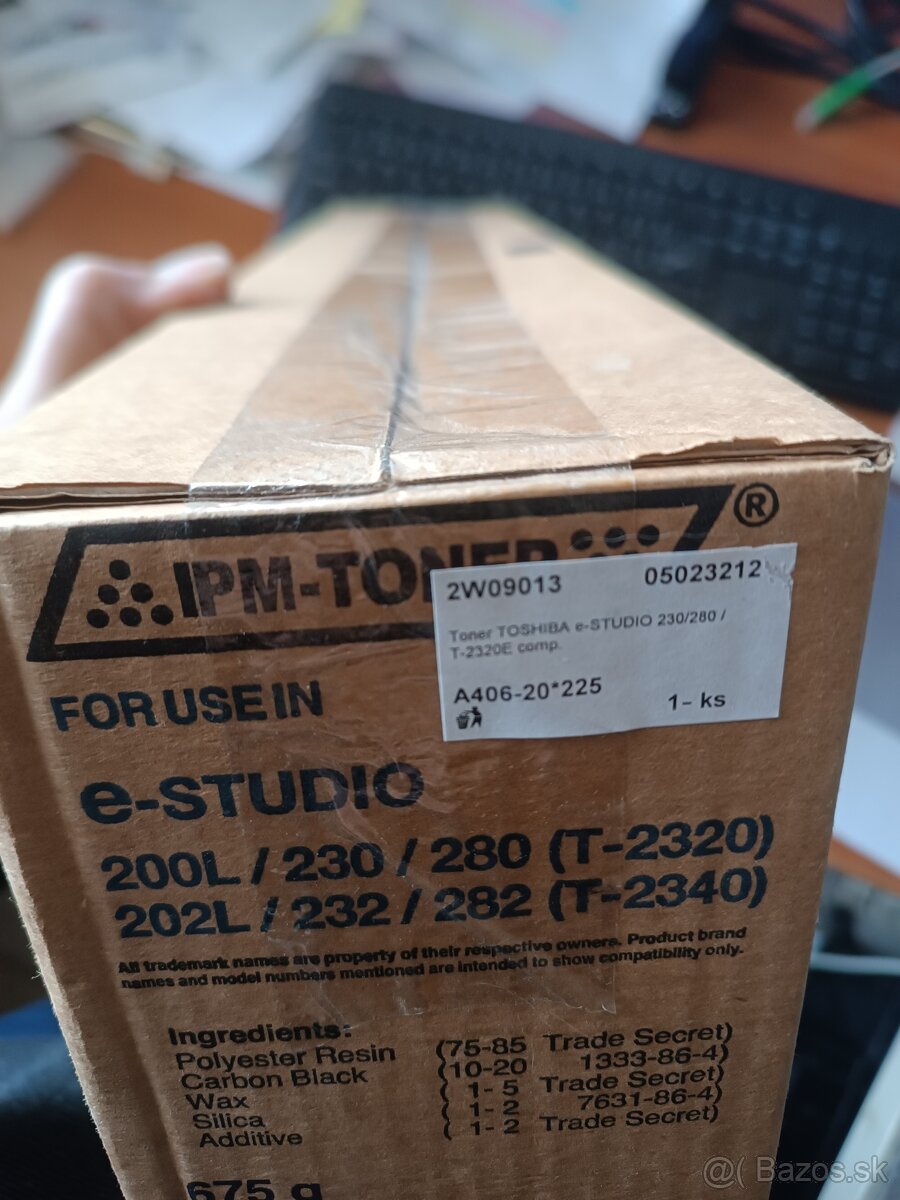 IPM-TONER ®
2W09013 05023212
Toner TOSHIBA e-STUDIO 230/280 /
T-2320E comp.
A406-20*225
1- ks
FOR USE IN
e-STUDIO
200L / 230 / 280 (T-2320)
202L / 232 / 282 (T-2340)
All trademark names are property of their respective owners. Product brand
names and model numbers mentioned are intended to show compatibility only.
Ingredients:
Polyester Resin (75-85 Trade Secret)
Carbon Black (10-20 1333-86-4)
Wax ( 1- 5 Trade Secret)
Silica ( 1- 2 7631-86-4)
Additive ( 1- 2 Trade Secret)
675 g
@( Bazos.sk